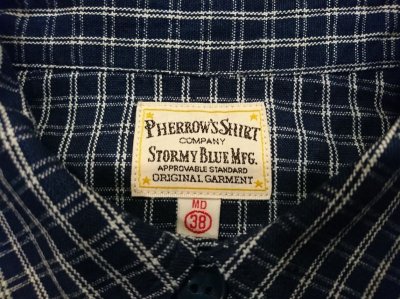 PHERROW'S SHIRT
COMPANY
STORMY BLUE MFG.
APPROVABLE STANDARD
ORIGINAL GARMENT
MD
38